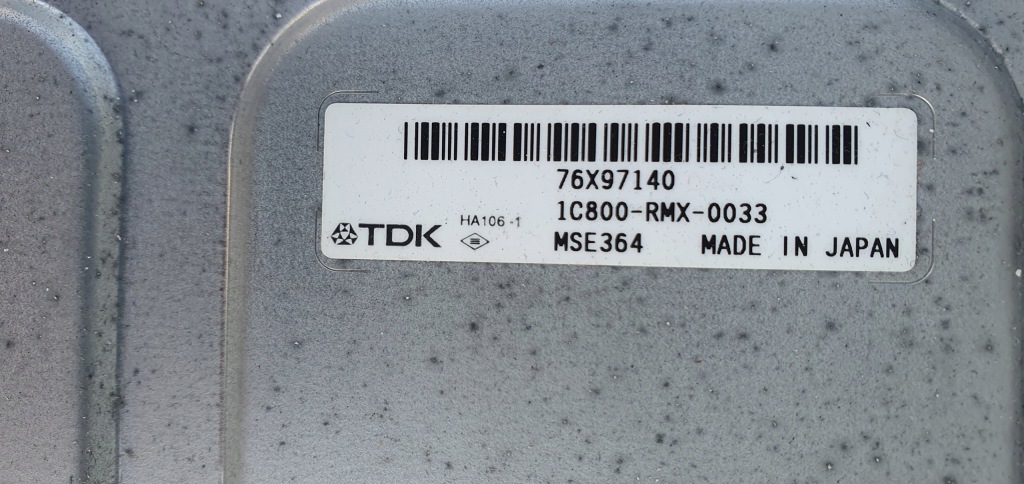 76X97140
1C800-RMX-0033
TDK HA106-1
MSE364 MADE IN JAPAN